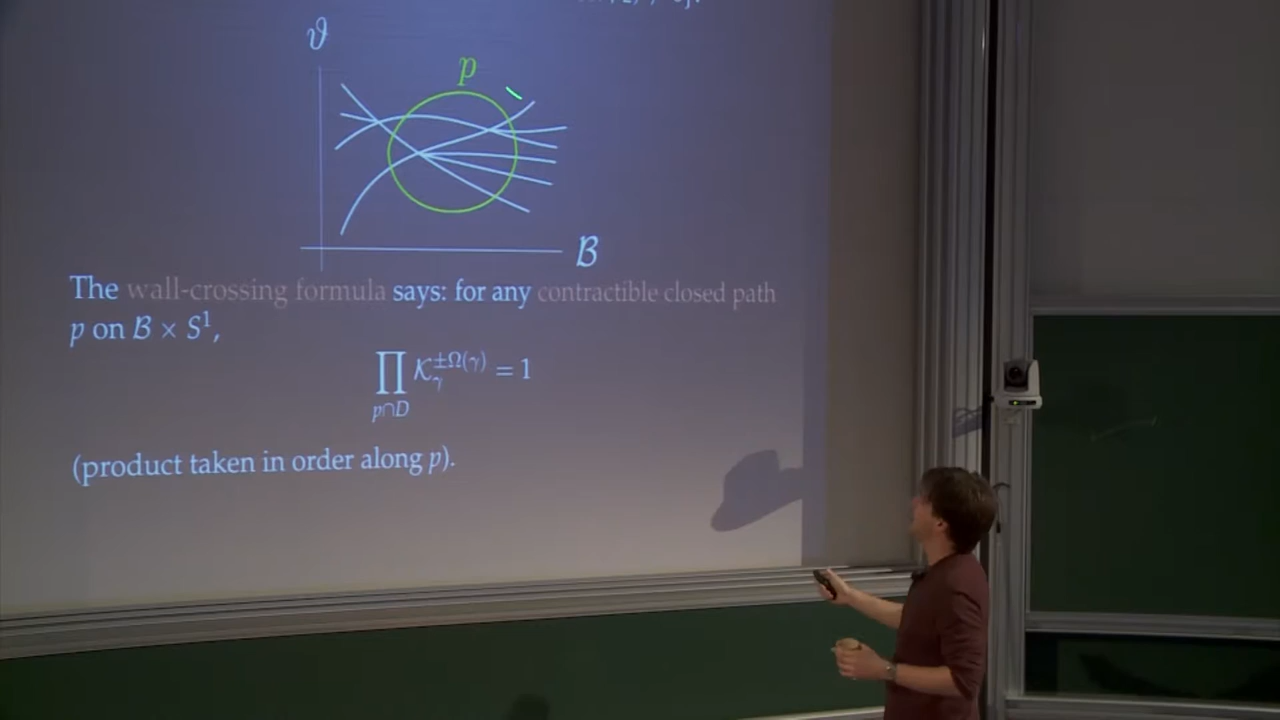 ϑ
p
ℬ
The wall-crossing formula says: for any contractible closed path
p on ℬ × S¹,
∏_{p∩D} 𝒦_γ^{±Ω(γ)} = 1
(product taken in order along p).